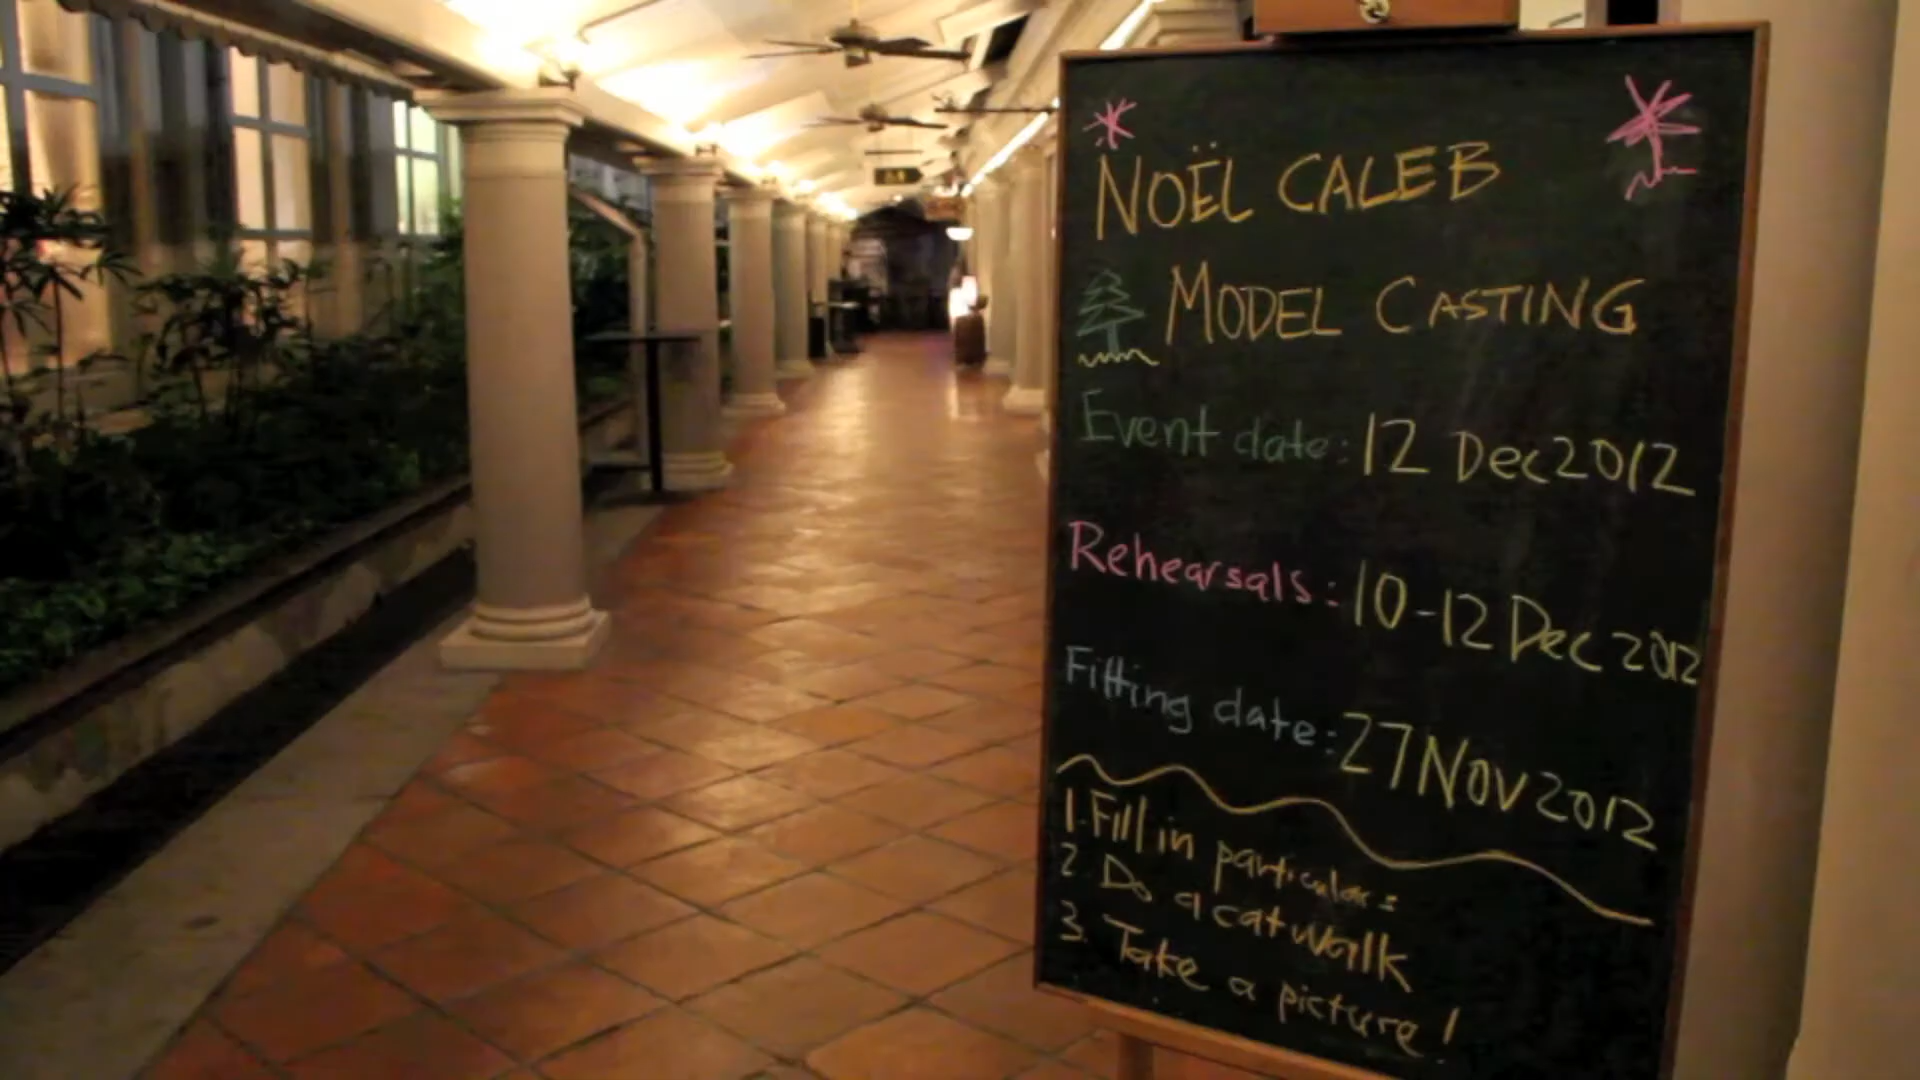 NOËL CALEB
MODEL CASTING
Event date: 12 Dec 2012
Rehearsals: 10-12 Dec 2012
Fitting date: 27 Nov 2012
1. Fill in particulars
2 Do a catwalk
3. Take a picture!